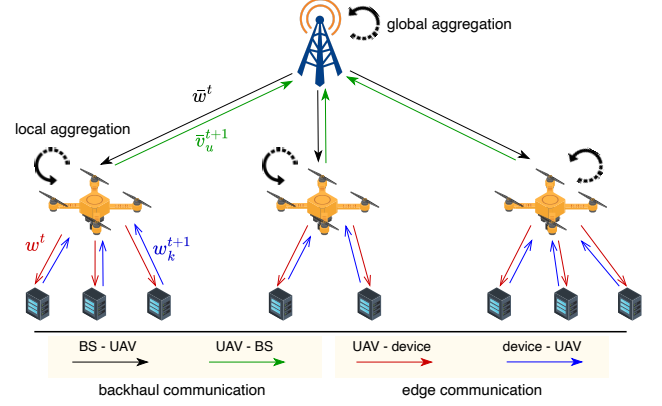 global aggregation
w̄^t
local aggregation
v̄_u^{t+1}
w^t
w_k^{t+1}
BS - UAV
UAV - BS
UAV - device
device - UAV
backhaul communication
edge communication